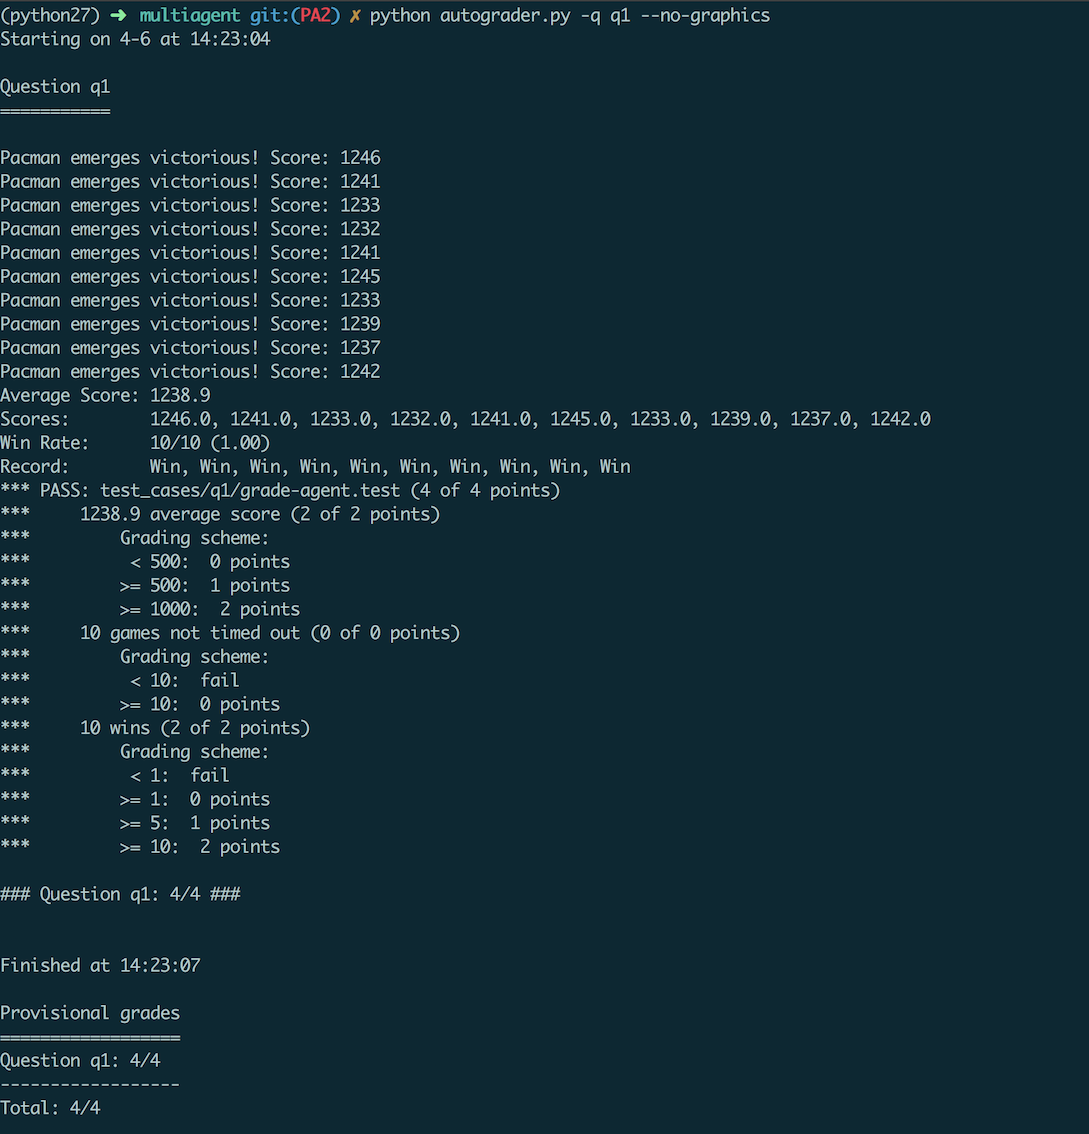 (python27) ➜ multiagent git:(PA2) ✗ python autograder.py -q q1 --no-graphics
Starting on 4-6 at 14:23:04

Question q1
===========

Pacman emerges victorious! Score: 1246
Pacman emerges victorious! Score: 1241
Pacman emerges victorious! Score: 1233
Pacman emerges victorious! Score: 1232
Pacman emerges victorious! Score: 1241
Pacman emerges victorious! Score: 1245
Pacman emerges victorious! Score: 1233
Pacman emerges victorious! Score: 1239
Pacman emerges victorious! Score: 1237
Pacman emerges victorious! Score: 1242
Average Score: 1238.9
Scores:        1246.0, 1241.0, 1233.0, 1232.0, 1241.0, 1245.0, 1233.0, 1239.0, 1237.0, 1242.0
Win Rate:      10/10 (1.00)
Record:        Win, Win, Win, Win, Win, Win, Win, Win, Win, Win
*** PASS: test_cases/q1/grade-agent.test (4 of 4 points)
***     1238.9 average score (2 of 2 points)
***         Grading scheme:
***          < 500:  0 points
***         >= 500:  1 points
***         >= 1000:  2 points
***     10 games not timed out (0 of 0 points)
***         Grading scheme:
***          < 10:  fail
***         >= 10:  0 points
***     10 wins (2 of 2 points)
***         Grading scheme:
***          < 1:  fail
***         >= 1:  0 points
***         >= 5:  1 points
***         >= 10:  2 points

### Question q1: 4/4 ###


Finished at 14:23:07

Provisional grades
==================
Question q1: 4/4
------------------
Total: 4/4